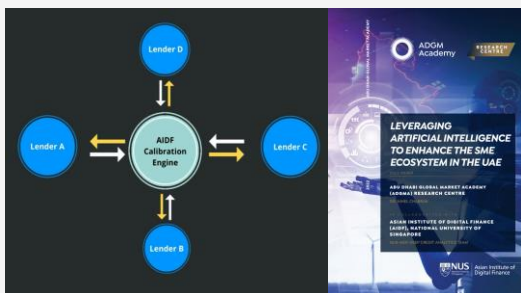 Lender D
Lender A
AIDF
Calibration
Engine
Lender C
Lender B
ADGM
Academy
RESEARCH
CENTRE
LEVERAGING
ARTIFICIAL INTELLIGENCE
TO ENHANCE THE SME
ECOSYSTEM IN THE UAE
ABU DHABI GLOBAL MARKET ACADEMY
(ADGMA) RESEARCH CENTRE
ASIAN INSTITUTE OF DIGITAL FINANCE
(AIDF), NATIONAL UNIVERSITY OF
SINGAPORE
NUS
Asian Institute of
Digital Finance